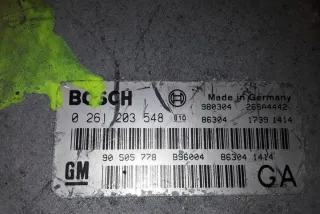 BOSCH Made in Germany
980304 26SA4442
0 261 203 548 010 86304 1739 1414
GM 90 505 778 B96004 86304 1414
GA